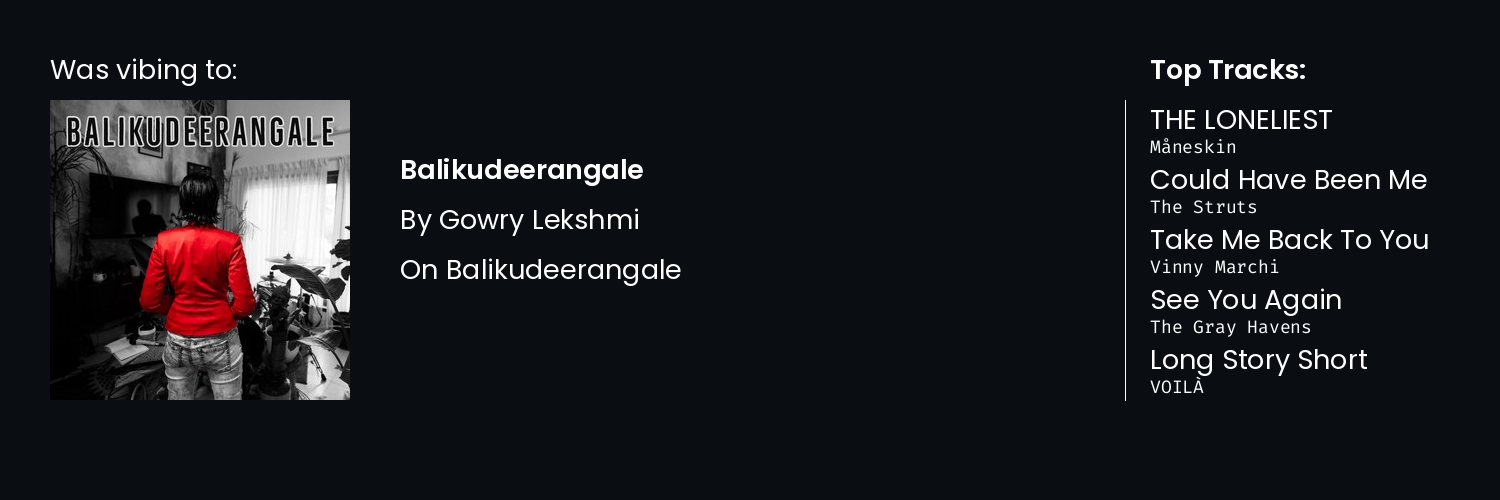 Was vibing to:
BALIKUDEERANGALE
Balikudeerangale
By Gowry Lekshmi
On Balikudeerangale
Top Tracks:
THE LONELIEST
Måneskin
Could Have Been Me
The Struts
Take Me Back To You
Vinny Marchi
See You Again
The Gray Havens
Long Story Short
VOILÀ